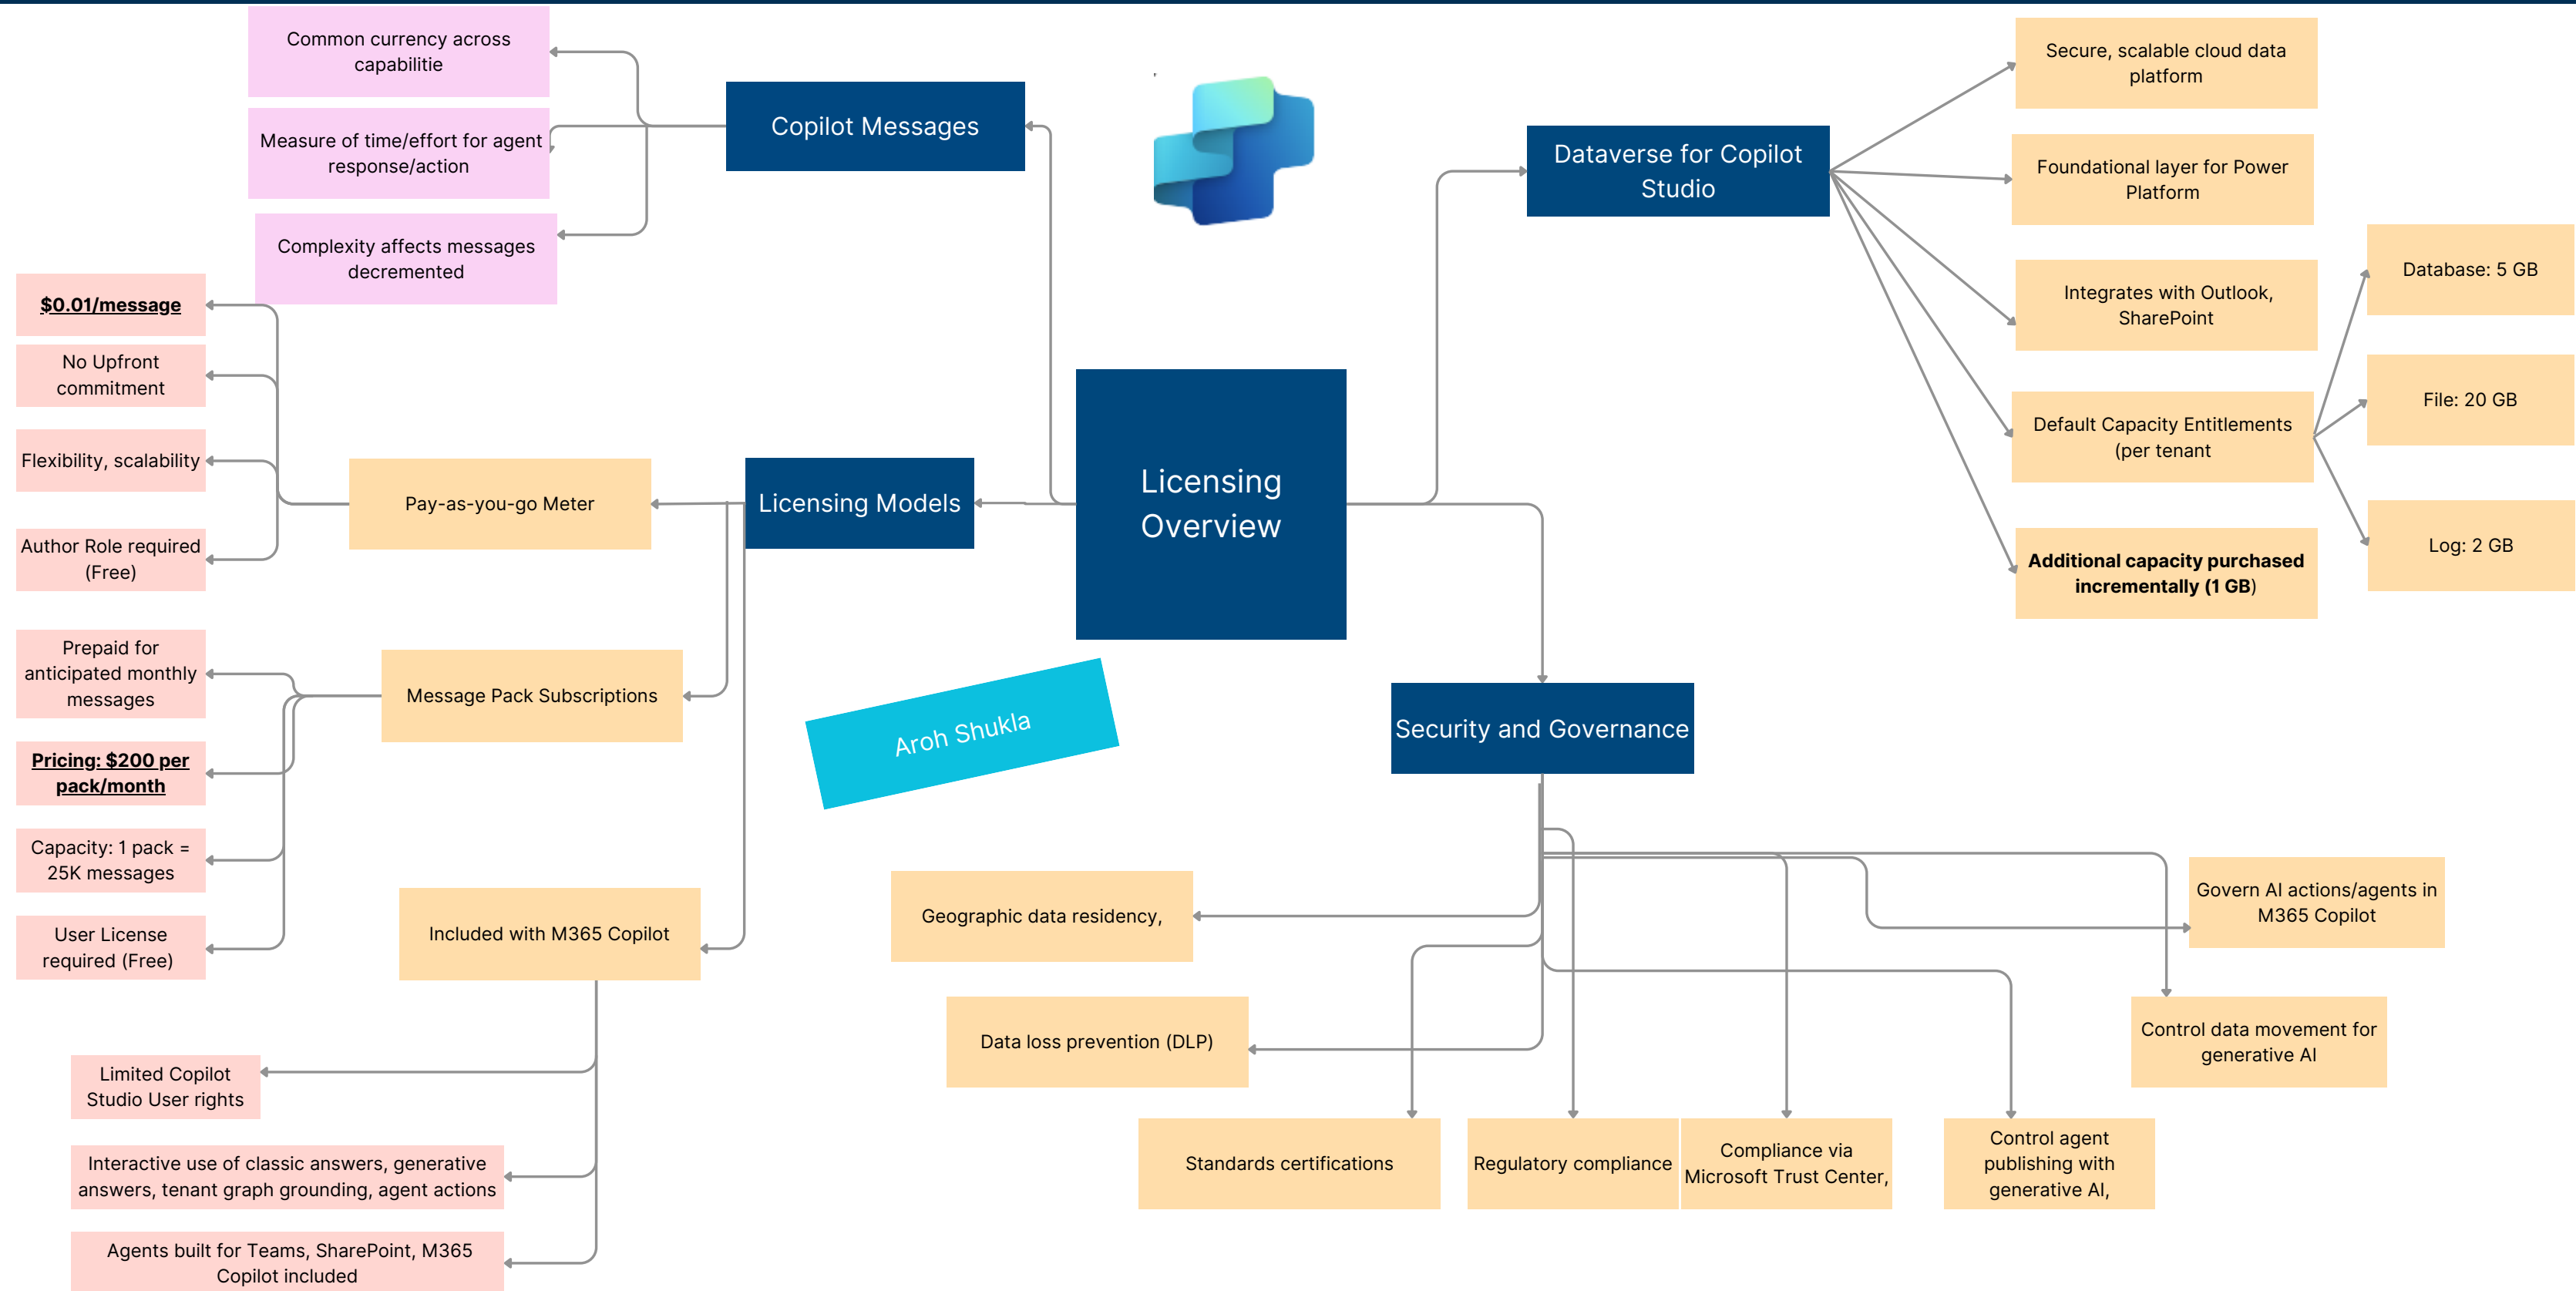 Common currency across
capabilitie
Measure of time/effort for agent
response/action
Complexity affects messages
decremented
Copilot Messages
$0.01/message
No Upfront
commitment
Flexibility, scalability
Author Role required
(Free)
Pay-as-you-go Meter
Licensing Models
Licensing
Overview
Prepaid for
anticipated monthly
messages
Pricing: $200 per
pack/month
Capacity: 1 pack =
25K messages
User License
required (Free)
Message Pack Subscriptions
Included with M365 Copilot
Limited Copilot
Studio User rights
Interactive use of classic answers, generative
answers, tenant graph grounding, agent actions
Agents built for Teams, SharePoint, M365
Copilot included
Aroh Shukla
Dataverse for Copilot
Studio
Secure, scalable cloud data
platform
Foundational layer for Power
Platform
Integrates with Outlook,
SharePoint
Default Capacity Entitlements
(per tenant
Additional capacity purchased
incrementally (1 GB)
Database: 5 GB
File: 20 GB
Log: 2 GB
Security and Governance
Geographic data residency,
Data loss prevention (DLP)
Standards certifications
Regulatory compliance
Compliance via
Microsoft Trust Center,
Control agent
publishing with
generative AI,
Control data movement for
generative AI
Govern AI actions/agents in
M365 Copilot